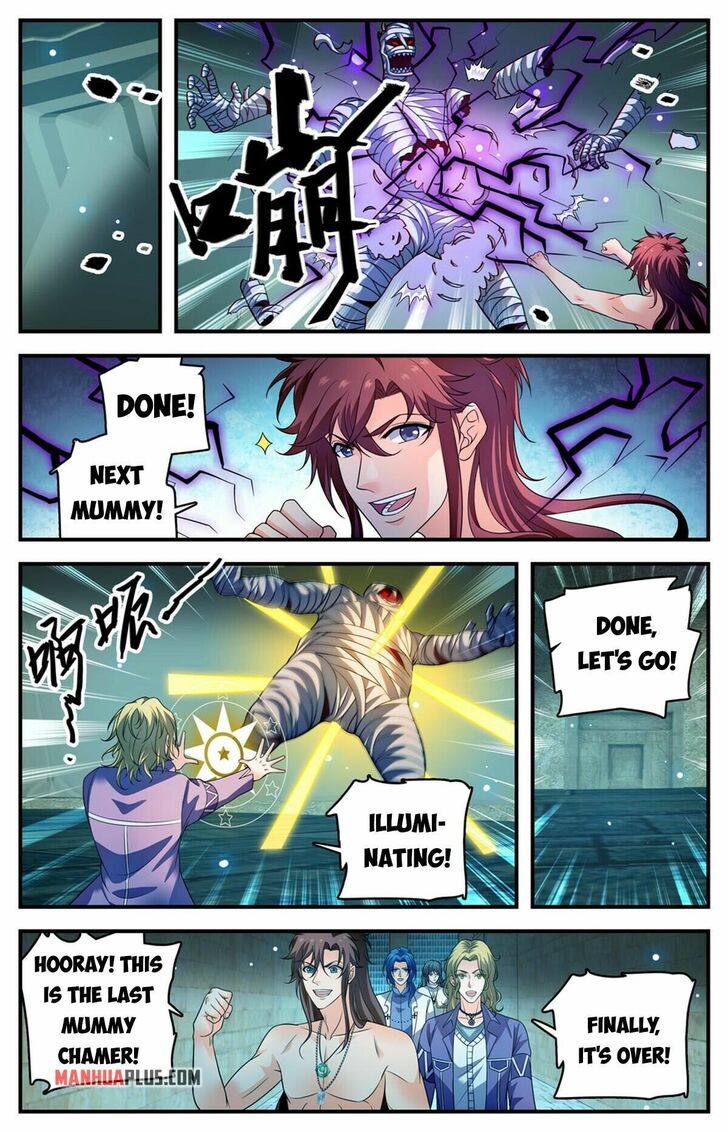 嘣
DONE!
NEXT
MUMMY!
啊呃
ILLUMI-
NATING!
DONE,
LET'S GO!
HOORAY! THIS
IS THE LAST
MUMMY
CHAMER!
FINALLY,
IT'S OVER!
MANHUAPLUS.COM